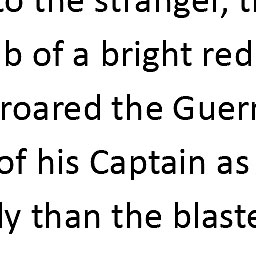 to the stranger, t
b of a bright red
roared the Guerr
of his Captain as
ly than the blaste